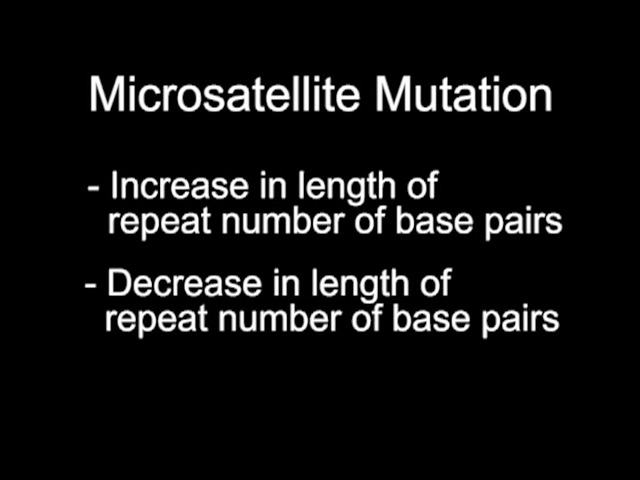 Microsatellite Mutation
- Increase in length of
repeat number of base pairs
- Decrease in length of
repeat number of base pairs